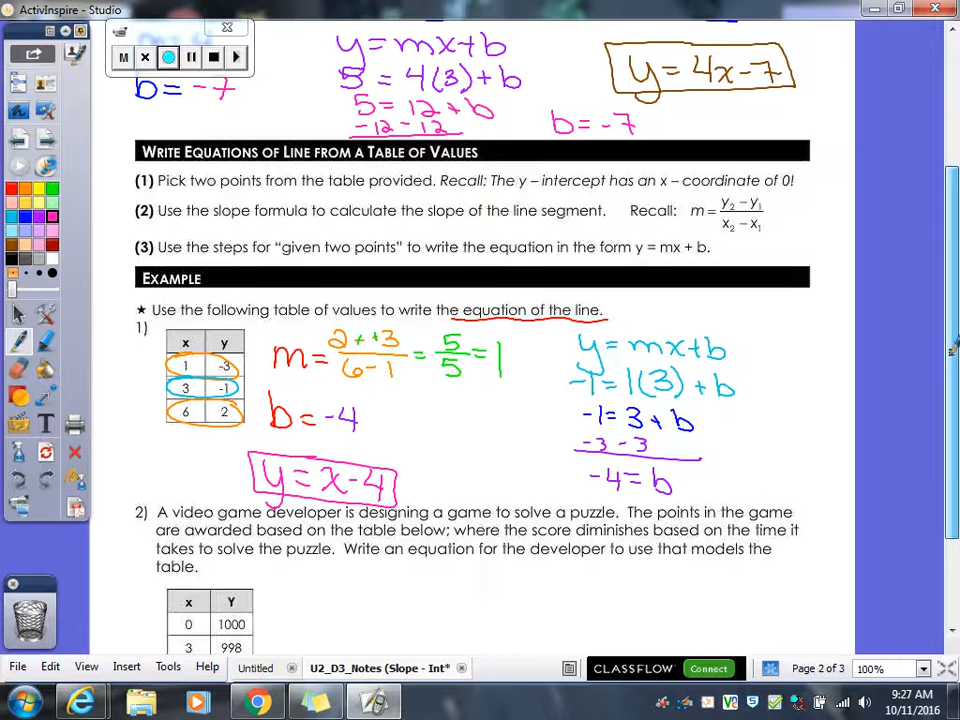 ActivInspire - Studio
y = mx + b
5 = 4(3) + b
5 = 12 + b
-12 -12
b = -7
b = -7
y = 4x - 7
WRITE EQUATIONS OF LINE FROM A TABLE OF VALUES
(1) Pick two points from the table provided. Recall: The y – intercept has an x – coordinate of 0!
(2) Use the slope formula to calculate the slope of the line segment. Recall: m = y2 – y1 / x2 – x1
(3) Use the steps for "given two points" to write the equation in the form y = mx + b.
EXAMPLE
★ Use the following table of values to write the equation of the line.
1)
x y
1 -3
3 -1
6 2
m = 2 + +3 / 6 - 1 = 5/5 = 1
b = -4
y = x - 4
y = mx + b
-1 = 1(3) + b
-1 = 3 + b
-3 -3
-4 = b
2) A video game developer is designing a game to solve a puzzle. The points in the game
are awarded based on the table below; where the score diminishes based on the time it
takes to solve the puzzle. Write an equation for the developer to use that models the
table.
x Y
0 1000
3 998
File Edit View Insert Tools Help Untitled U2_D3_Notes (Slope - Int* CLASSFLOW Connect Page 2 of 3 100%
9:27 AM
10/11/2016